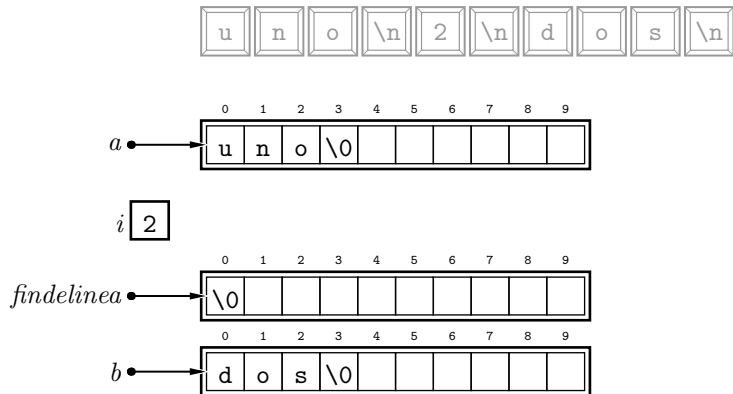 u n o \n 2 \n d o s \n
0 1 2 3 4 5 6 7 8 9
a u n o \0
i 2
0 1 2 3 4 5 6 7 8 9
findelinea \0
0 1 2 3 4 5 6 7 8 9
b d o s \0